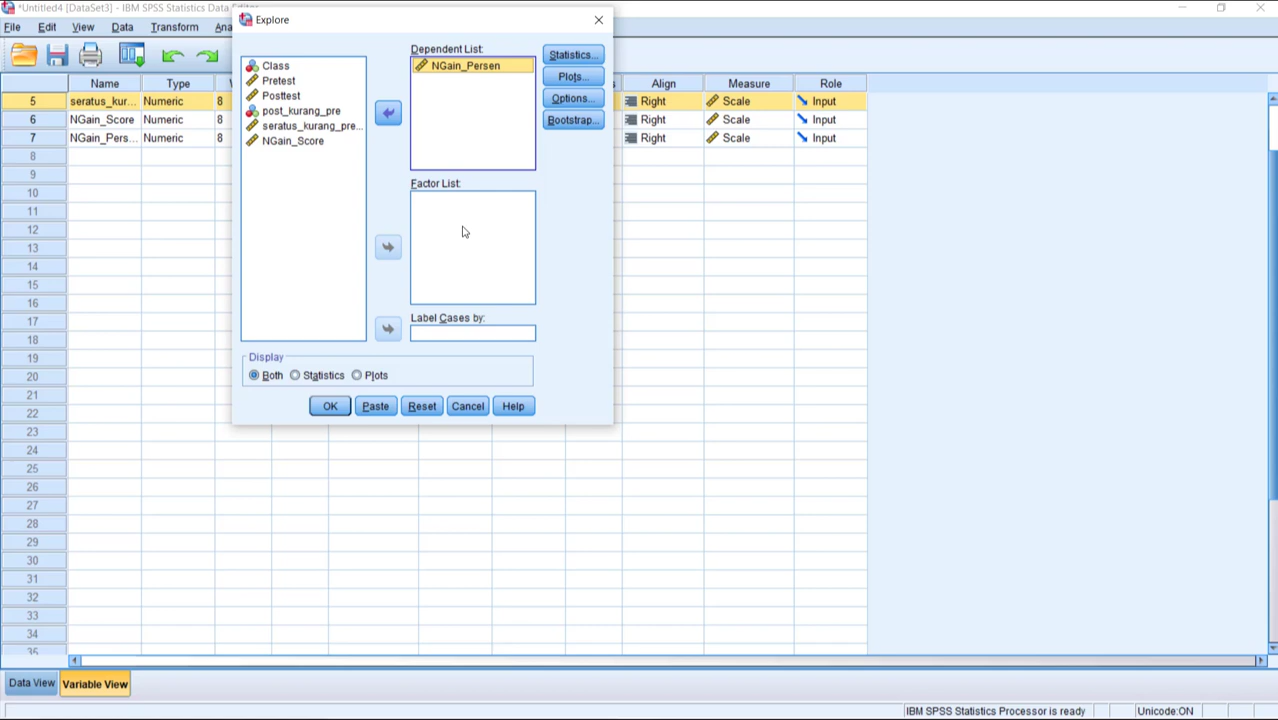 *Untitled4 [DataSet3] - IBM SPSS Statistics Data Editor
File Edit View Data Transform Ana
Explore
Class
Pretest
Posttest
post_kurang_pre
seratus_kurang_pre...
NGain_Score
Dependent List:
NGain_Persen
Factor List:
Label Cases by:
Statistics...
Plots...
Options...
Bootstrap...
Display
Both Statistics Plots
OK Paste Reset Cancel Help
Name Type W s Align Measure Role
5 seratus_kur... Numeric 8 Right Scale Input
6 NGain_Score Numeric 8 Right Scale Input
7 NGain_Pers... Numeric 8 Right Scale Input
8
9
10
11
12
13
14
15
16
17
18
19
20
21
22
23
24
25
26
27
28
29
30
31
32
33
34
35
Data View Variable View
IBM SPSS Statistics Processor is ready Unicode:ON